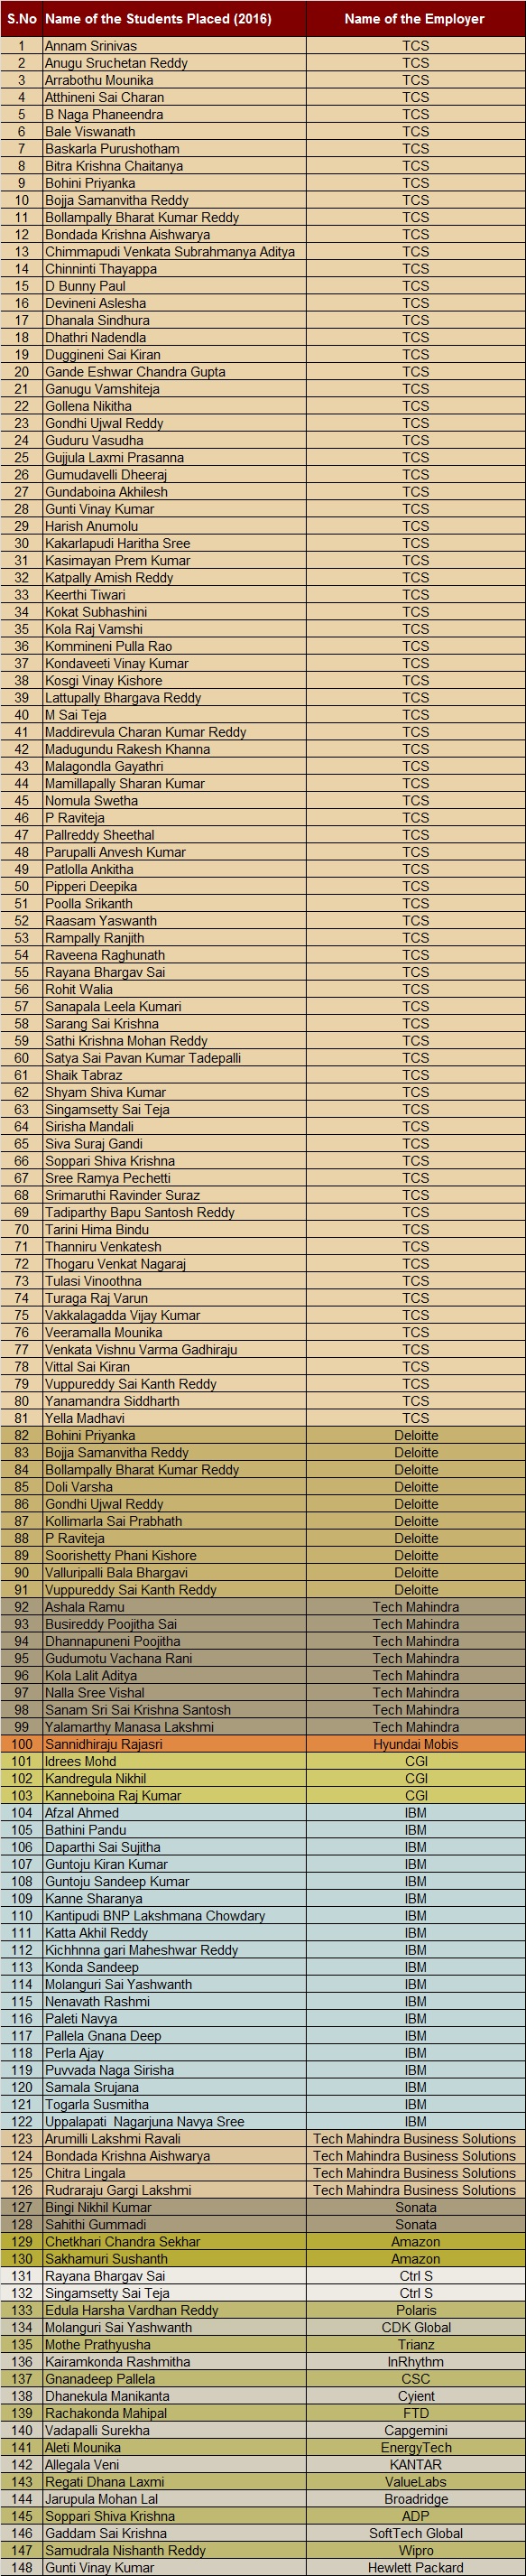 S.No Name of the Students Placed (2016) Name of the Employer
1 Annam Srinivas TCS
2 Anugu Sruchetan Reddy TCS
3 Arrabothu Mounika TCS
4 Atthineni Sai Charan TCS
5 B Naga Phaneendra TCS
6 Bale Viswanath TCS
7 Baskarla Purushotham TCS
8 Bitra Krishna Chaitanya TCS
9 Bohini Priyanka TCS
10 Bojja Samanvitha Reddy TCS
11 Bollampally Bharat Kumar Reddy TCS
12 Bondada Krishna Aishwarya TCS
13 Chimmapudi Venkata Subrahmanya Aditya TCS
14 Chinninti Thayappa TCS
15 D Bunny Paul TCS
16 Devineni Aslesha TCS
17 Dhanala Sindhura TCS
18 Dhathri Nadendla TCS
19 Duggineni Sai Kiran TCS
20 Gande Eshwar Chandra Gupta TCS
21 Ganugu Vamshiteja TCS
22 Gollena Nikitha TCS
23 Gondhi Ujwal Reddy TCS
24 Guduru Vasudha TCS
25 Gujjula Laxmi Prasanna TCS
26 Gumudavelli Dheeraj TCS
27 Gundaboina Akhilesh TCS
28 Gunti Vinay Kumar TCS
29 Harish Anumolu TCS
30 Kakarlapudi Haritha Sree TCS
31 Kasimayan Prem Kumar TCS
32 Katpally Amish Reddy TCS
33 Keerthi Tiwari TCS
34 Kokat Subhashini TCS
35 Kola Raj Vamshi TCS
36 Kommineni Pulla Rao TCS
37 Kondaveeti Vinay Kumar TCS
38 Kosgi Vinay Kishore TCS
39 Lattupally Bhargava Reddy TCS
40 M Sai Teja TCS
41 Maddirevula Charan Kumar Reddy TCS
42 Madugundu Rakesh Khanna TCS
43 Malagondla Gayathri TCS
44 Mamillapally Sharan Kumar TCS
45 Nomula Swetha TCS
46 P Raviteja TCS
47 Pallreddy Sheethal TCS
48 Parupalli Anvesh Kumar TCS
49 Patlolla Ankitha TCS
50 Pipperi Deepika TCS
51 Poolla Srikanth TCS
52 Raasam Yaswanth TCS
53 Rampally Ranjith TCS
54 Raveena Raghunath TCS
55 Rayana Bhargav Sai TCS
56 Rohit Walia TCS
57 Sanapala Leela Kumari TCS
58 Sarang Sai Krishna TCS
59 Sathi Krishna Mohan Reddy TCS
60 Satya Sai Pavan Kumar Tadepalli TCS
61 Shaik Tabraz TCS
62 Shyam Shiva Kumar TCS
63 Singamsetty Sai Teja TCS
64 Sirisha Mandali TCS
65 Siva Suraj Gandi TCS
66 Soppari Shiva Krishna TCS
67 Sree Ramya Pechetti TCS
68 Srimaruthi Ravinder Suraz TCS
69 Tadiparthy Bapu Santosh Reddy TCS
70 Tarini Hima Bindu TCS
71 Thanniru Venkatesh TCS
72 Thogaru Venkat Nagaraj TCS
73 Tulasi Vinoothna TCS
74 Turaga Raj Varun TCS
75 Vakkalagadda Vijay Kumar TCS
76 Veeramalla Mounika TCS
77 Venkata Vishnu Varma Gadhiraju TCS
78 Vittal Sai Kiran TCS
79 Vuppureddy Sai Kanth Reddy TCS
80 Yanamandra Siddharth TCS
81 Yella Madhavi TCS
82 Bohini Priyanka Deloitte
83 Bojja Samanvitha Reddy Deloitte
84 Bollampally Bharat Kumar Reddy Deloitte
85 Doli Varsha Deloitte
86 Gondhi Ujwal Reddy Deloitte
87 Kollimarla Sai Prabhath Deloitte
88 P Raviteja Deloitte
89 Soorishetty Phani Kishore Deloitte
90 Valluripalli Bala Bhargavi Deloitte
91 Vuppureddy Sai Kanth Reddy Deloitte
92 Ashala Ramu Tech Mahindra
93 Busireddy Poojitha Sai Tech Mahindra
94 Dhannapuneni Poojitha Tech Mahindra
95 Gudumotu Vachana Rani Tech Mahindra
96 Kola Lalit Aditya Tech Mahindra
97 Nalla Sree Vishal Tech Mahindra
98 Sanam Sri Sai Krishna Santosh Tech Mahindra
99 Yalamarthy Manasa Lakshmi Tech Mahindra
100 Sannidhiraju Rajasri Hyundai Mobis
101 Idrees Mohd CGI
102 Kandregula Nikhil CGI
103 Kanneboina Raj Kumar CGI
104 Afzal Ahmed IBM
105 Bathini Pandu IBM
106 Daparthi Sai Sujitha IBM
107 Guntoju Kiran Kumar IBM
108 Guntoju Sandeep Kumar IBM
109 Kanne Sharanya IBM
110 Kantipudi BNP Lakshmana Chowdary IBM
111 Katta Akhil Reddy IBM
112 Kichhnna gari Maheshwar Reddy IBM
113 Konda Sandeep IBM
114 Molanguri Sai Yashwanth IBM
115 Nenavath Rashmi IBM
116 Paleti Navya IBM
117 Pallela Gnana Deep IBM
118 Perla Ajay IBM
119 Puvvada Naga Sirisha IBM
120 Samala Srujana IBM
121 Togarla Susmitha IBM
122 Uppalapati Nagarjuna Navya Sree IBM
123 Arumilli Lakshmi Ravali Tech Mahindra Business Solutions
124 Bondada Krishna Aishwarya Tech Mahindra Business Solutions
125 Chitra Lingala Tech Mahindra Business Solutions
126 Rudraraju Gargi Lakshmi Tech Mahindra Business Solutions
127 Bingi Nikhil Kumar Sonata
128 Sahithi Gummadi Sonata
129 Chetkhari Chandra Sekhar Amazon
130 Sakhamuri Sushanth Amazon
131 Rayana Bhargav Sai Ctrl S
132 Singamsetty Sai Teja Ctrl S
133 Edula Harsha Vardhan Reddy Polaris
134 Molanguri Sai Yashwanth CDK Global
135 Mothe Prathyusha Trianz
136 Kairamkonda Rashmitha InRhythm
137 Gnanadeep Pallela CSC
138 Dhanekula Manikanta Cyient
139 Rachakonda Mahipal FTD
140 Vadapalli Surekha Capgemini
141 Aleti Mounika EnergyTech
142 Allegala Veni KANTAR
143 Regati Dhana Laxmi ValueLabs
144 Jarupula Mohan Lal Broadridge
145 Soppari Shiva Krishna ADP
146 Gaddam Sai Krishna SoftTech Global
147 Samudrala Nishanth Reddy Wipro
148 Gunti Vinay Kumar Hewlett Packard